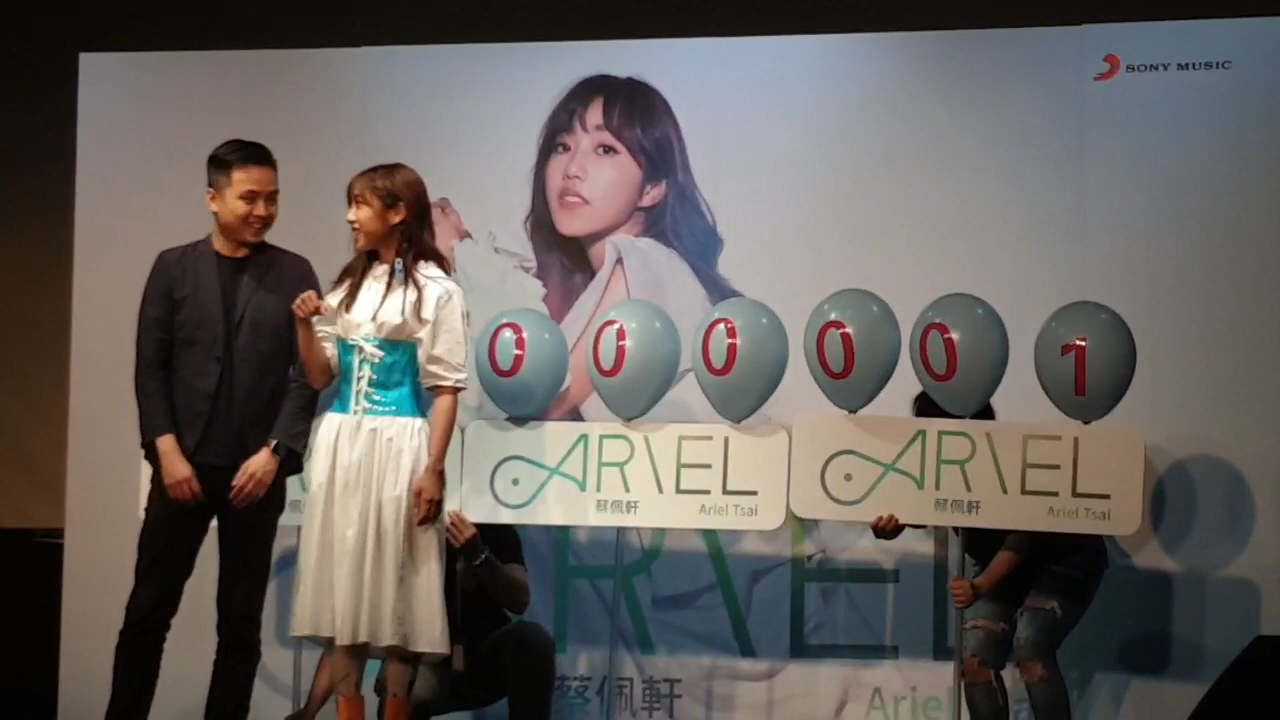 SONY MUSIC
0 0 0 0 0 1
ARIEL
蔡佩軒 Ariel Tsai
ARIEL
蔡佩軒 Ariel Tsai
蔡佩軒 Ariel